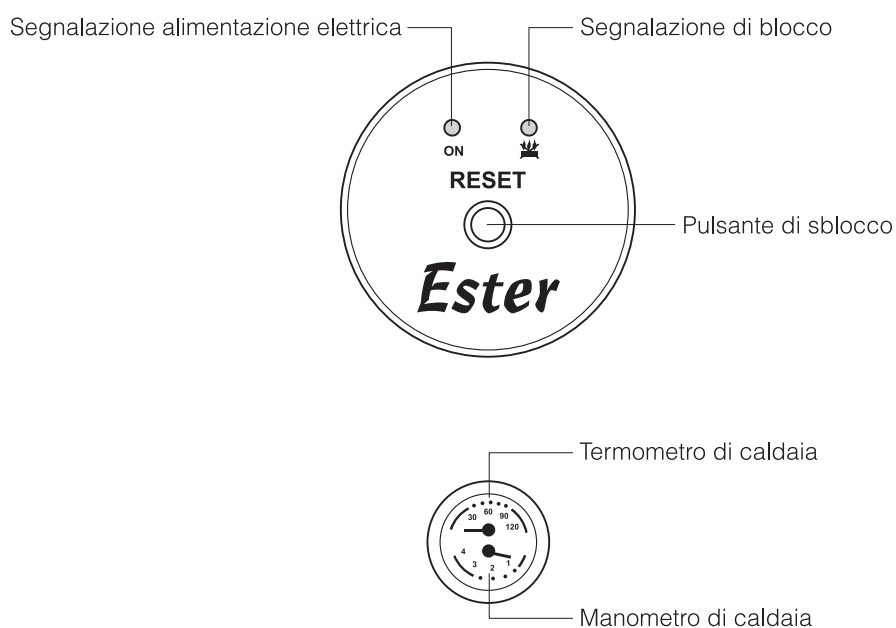 Segnalazione alimentazione elettrica
Segnalazione di blocco
ON
RESET
Pulsante di sblocco
Ester
Termometro di caldaia
30 60 90 120
4 3 2 1
Manometro di caldaia